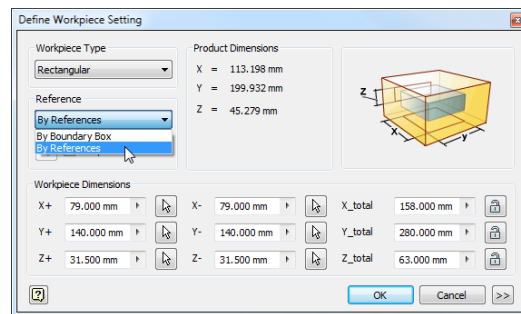 Define Workpiece Setting
Workpiece Type
Rectangular
Reference
By References
By Boundary Box
By References
Product Dimensions
X = 113.198 mm
Y = 199.932 mm
Z = 45.279 mm
Z
X
Y
Workpiece Dimensions
X+ 79.000 mm X- 79.000 mm X_total 158.000 mm
Y+ 140.000 mm Y- 140.000 mm Y_total 280.000 mm
Z+ 31.500 mm Z- 31.500 mm Z_total 63.000 mm
? OK Cancel >>